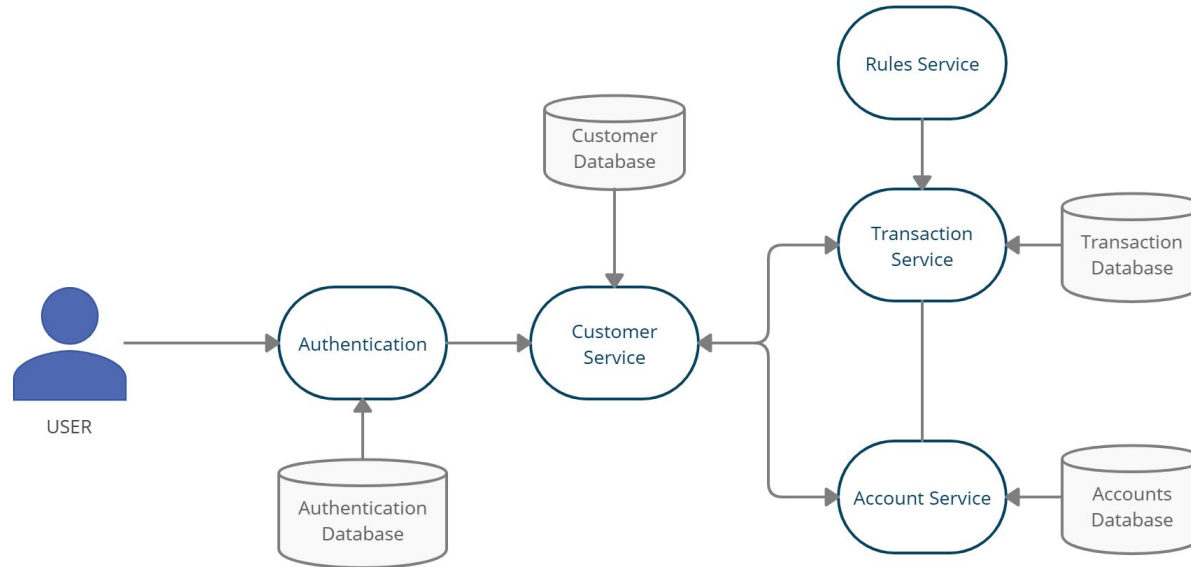 Rules Service
Customer
Database
Transaction
Service
Transaction
Database
Authentication
Customer
Service
USER
Authentication
Database
Account Service
Accounts
Database